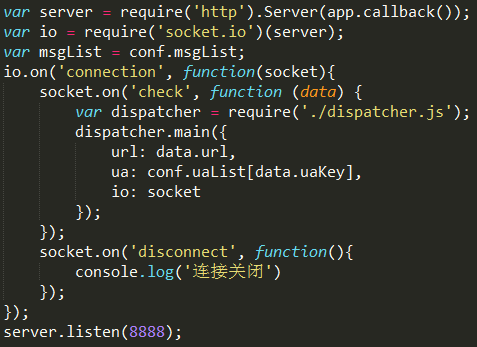 var server = require('http').Server(app.callback());
var io = require('socket.io')(server);
var msgList = conf.msgList;
io.on('connection', function(socket){
    socket.on('check', function (data) {
        var dispatcher = require('./dispatcher.js');
        dispatcher.main({
            url: data.url,
            ua: conf.uaList[data.uaKey],
            io: socket
        });
    });
    socket.on('disconnect', function(){
        console.log('连接关闭')
    });
});
server.listen(8888);